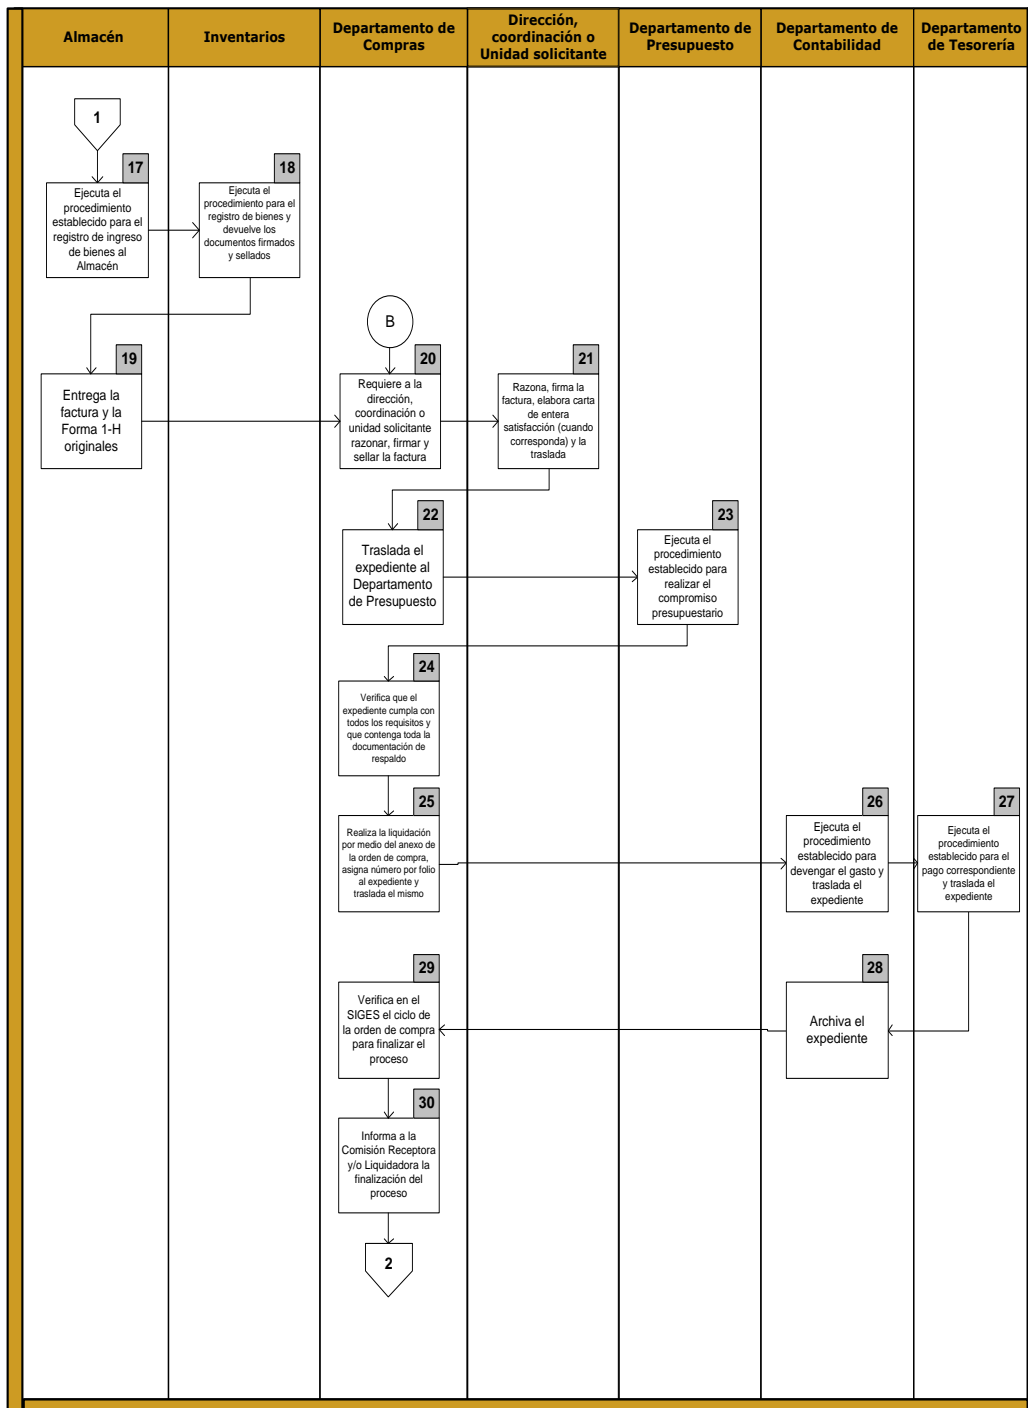 Almacén
Inventarios
Departamento de
Compras
Dirección,
coordinación o
Unidad solicitante
Departamento de
Presupuesto
Departamento de
Contabilidad
Departamento
de Tesorería
1
17
Ejecuta el
procedimiento
establecido para el
registro de ingreso
de bienes al
Almacén
18
Ejecuta el
procedimiento para el
registro de bienes y
devuelve los
documentos firmados
y sellados
19
Entrega la
factura y la
Forma 1-H
originales
B
20
Requiere a la
dirección,
coordinación o
unidad solicitante
razonar, firmar y
sellar la factura
21
Razona, firma la
factura, elabora carta
de entera
satisfacción (cuando
corresponda) y la
traslada
22
Traslada el
expediente al
Departamento
de Presupuesto
23
Ejecuta el
procedimiento
establecido para
realizar el
compromiso
presupuestario
24
Verifica que el
expediente cumpla con
todos los requisitos y
que contenga toda la
documentación de
respaldo
25
Realiza la liquidación
por medio del anexo de
la orden de compra,
asigna número por folio
al expediente y
traslada el mismo
26
Ejecuta el
procedimiento
establecido para
devengar el gasto y
traslada el
expediente
27
Ejecuta el
procedimiento
establecido para el
pago correspondiente
y traslada el
expediente
28
Archiva el
expediente
29
Verifica en el
SIGES el ciclo de
la orden de compra
para finalizar el
proceso
30
Informa a la
Comisión Receptora
y/o Liquidadora la
finalización del
proceso
2